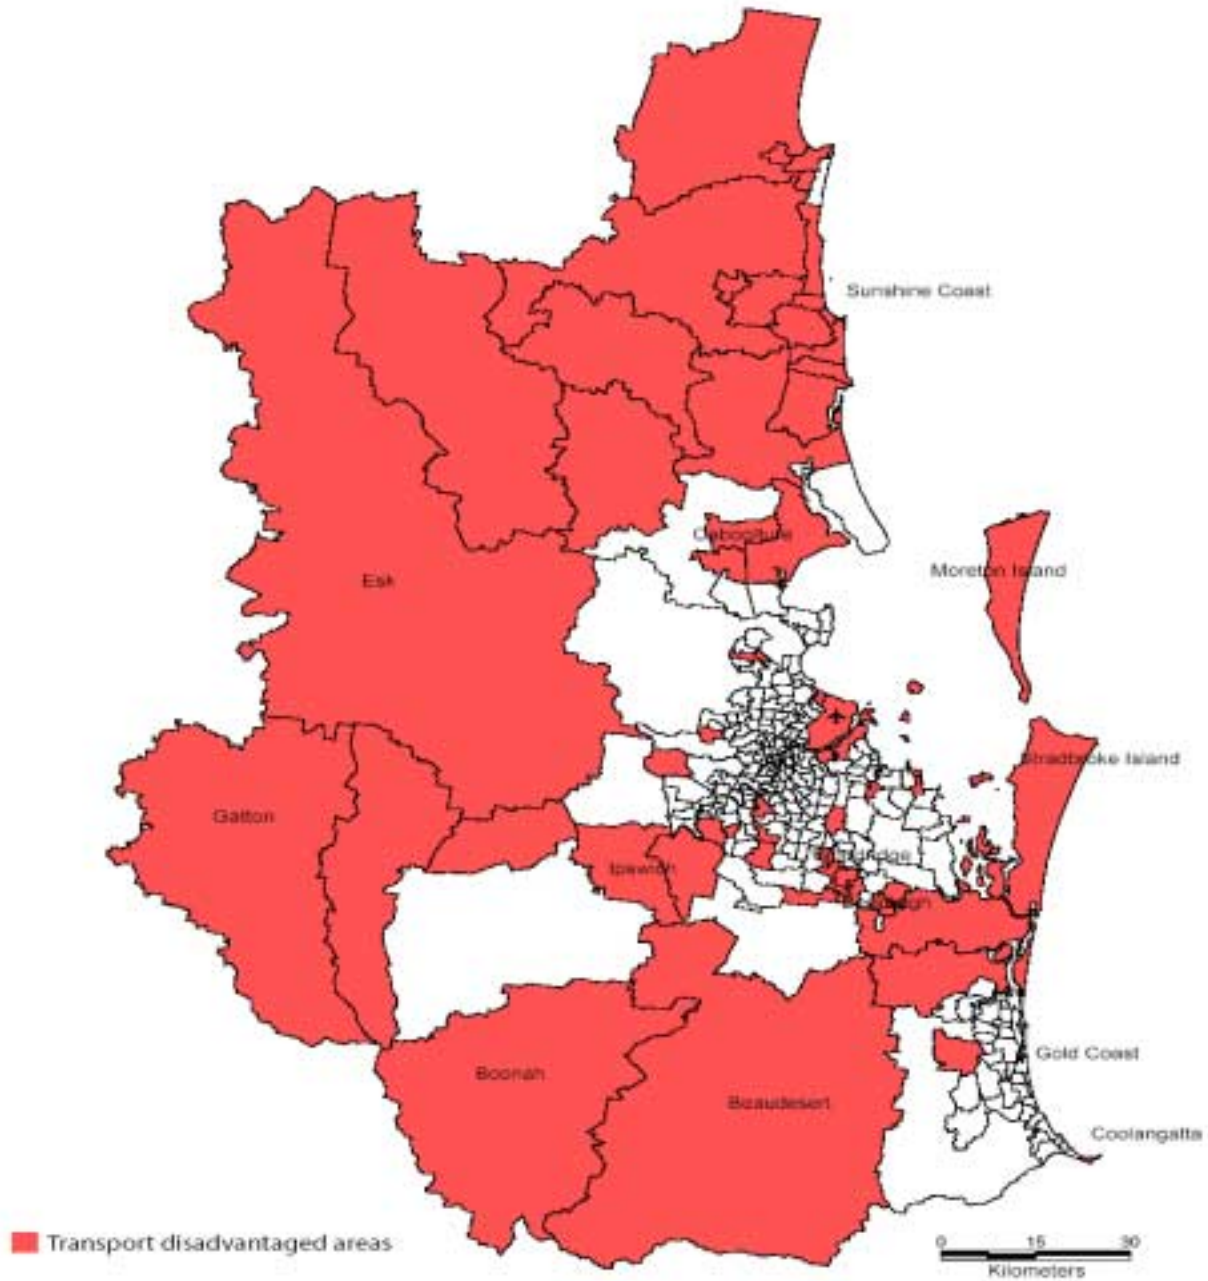 Sunshine Coast
Caboolture
Moreton Island
Esk
Stradbroke Island
Gatton
Ipswich
Gold Coast
Boonah
Beaudesert
Coolangatta
Transport disadvantaged areas
0 15 30
Kilometers